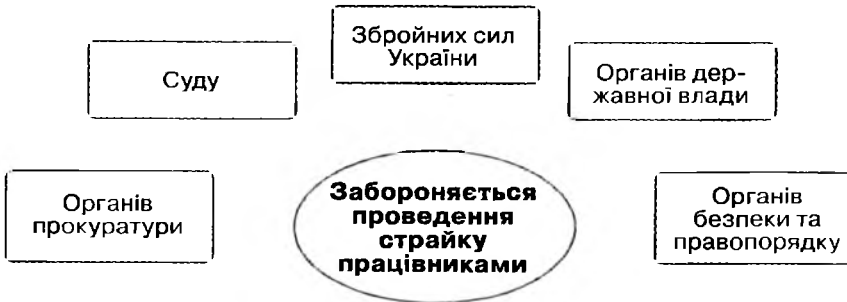 Збройних сил
України
Суду
Органів дер-
жавної влади
Органів
прокуратури
Забороняється
проведення
страйку
працівниками
Органів
безпеки та
правопорядку